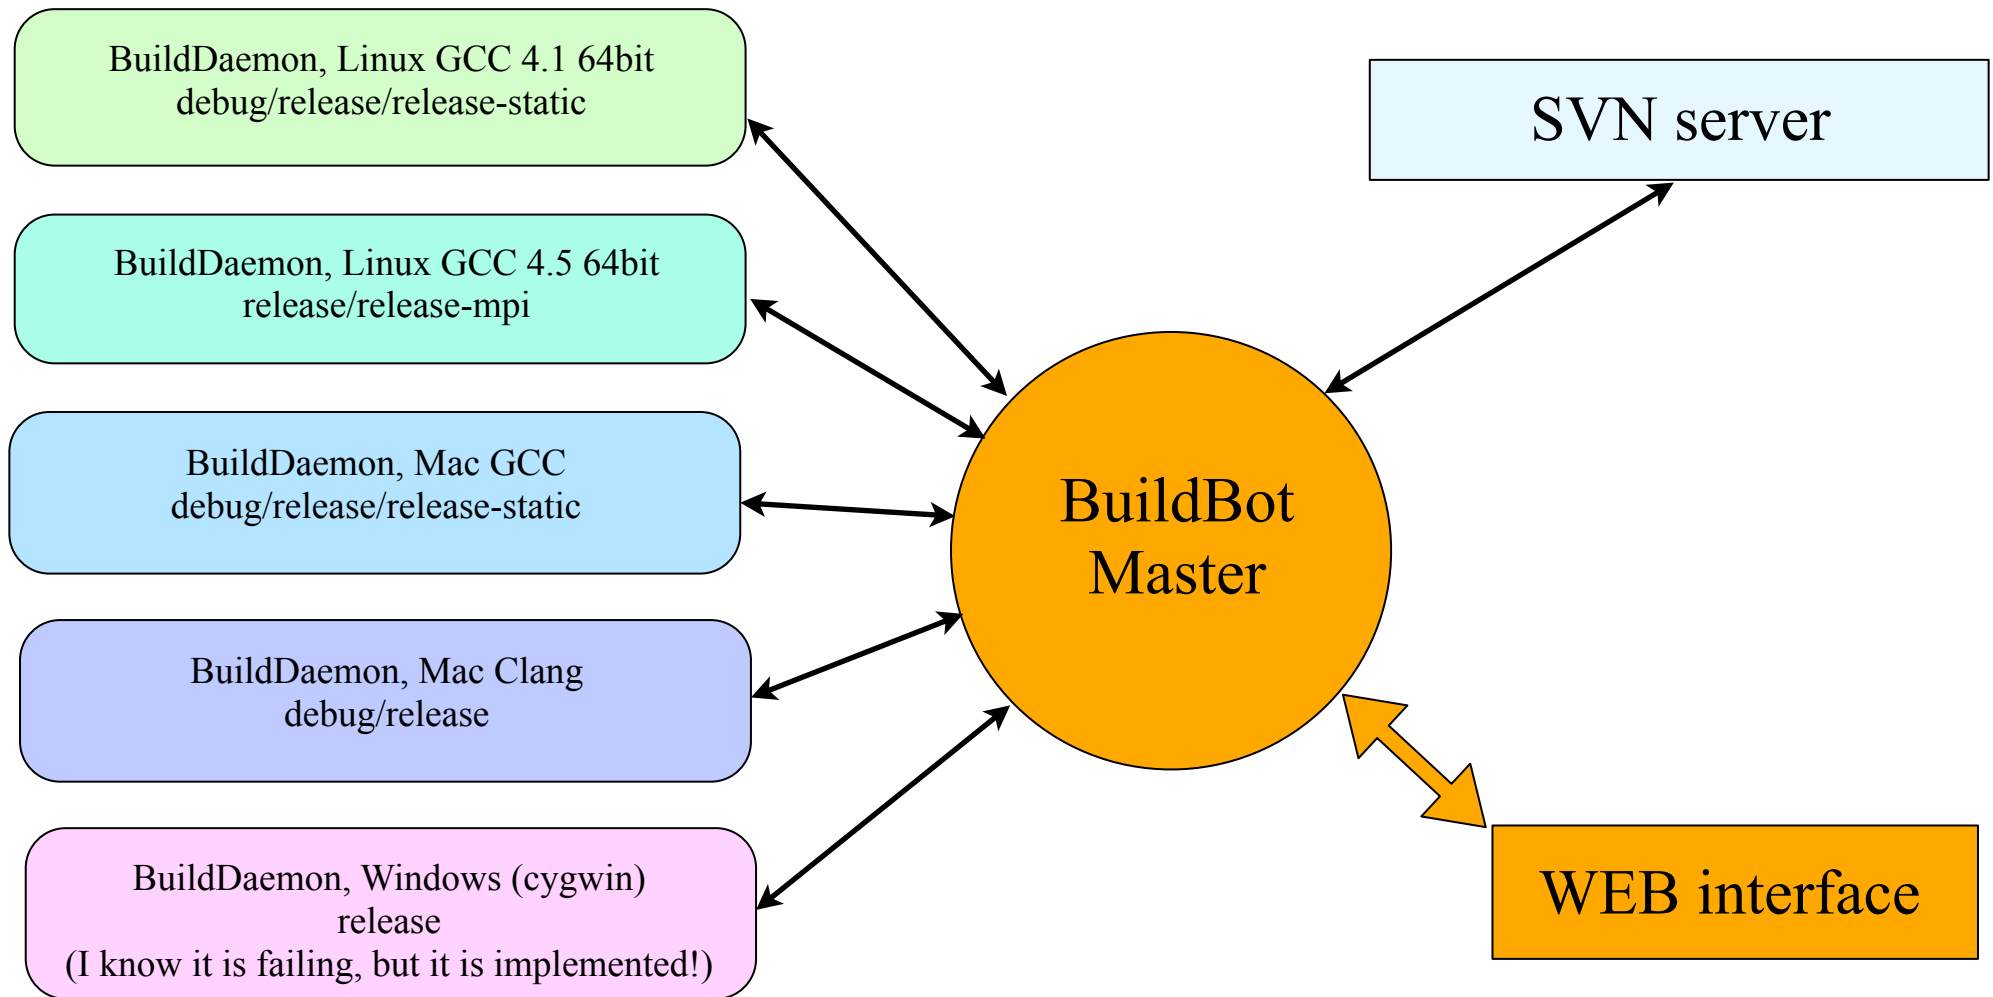 BuildDaemon, Linux GCC 4.1 64bit
debug/release/release-static
BuildDaemon, Linux GCC 4.5 64bit
release/release-mpi
BuildDaemon, Mac GCC
debug/release/release-static
BuildDaemon, Mac Clang
debug/release
BuildDaemon, Windows (cygwin)
release
(I know it is failing, but it is implemented!)
BuildBot
Master
SVN server
WEB interface